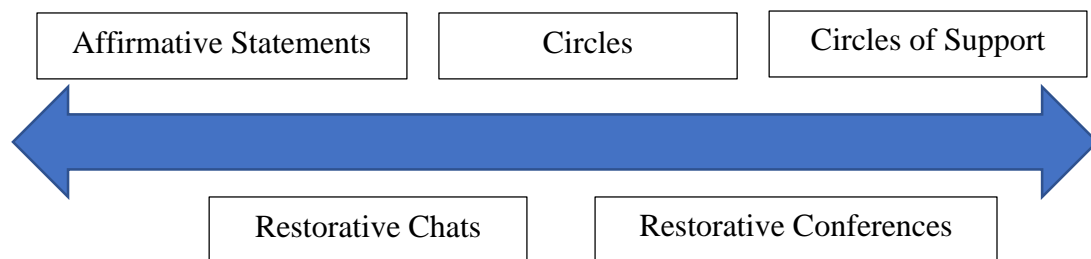 Affirmative Statements
Circles
Circles of Support
Restorative Chats
Restorative Conferences